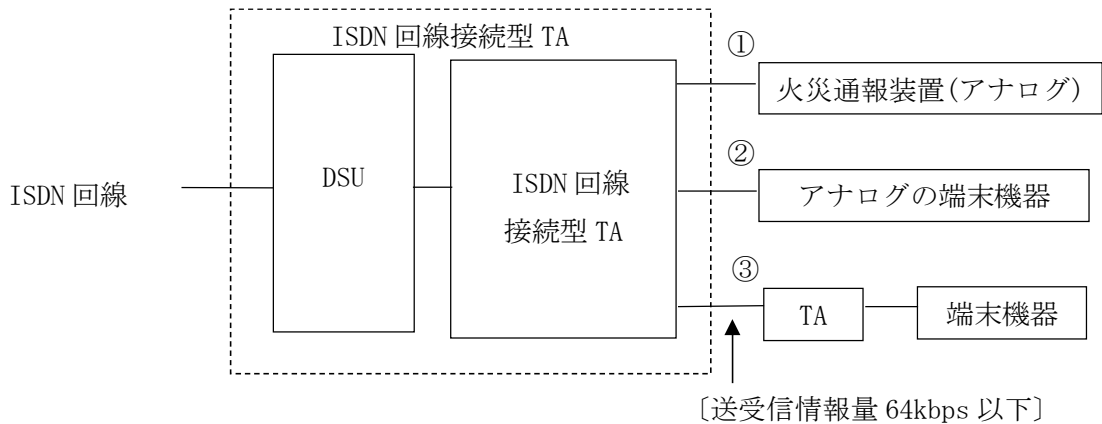 ISDN 回線接続型 TA
①
火災通報装置(アナログ)
DSU
ISDN 回線
接続型 TA
②
アナログの端末機器
ISDN 回線
③
TA
端末機器
〔送受信情報量 64kbps 以下〕